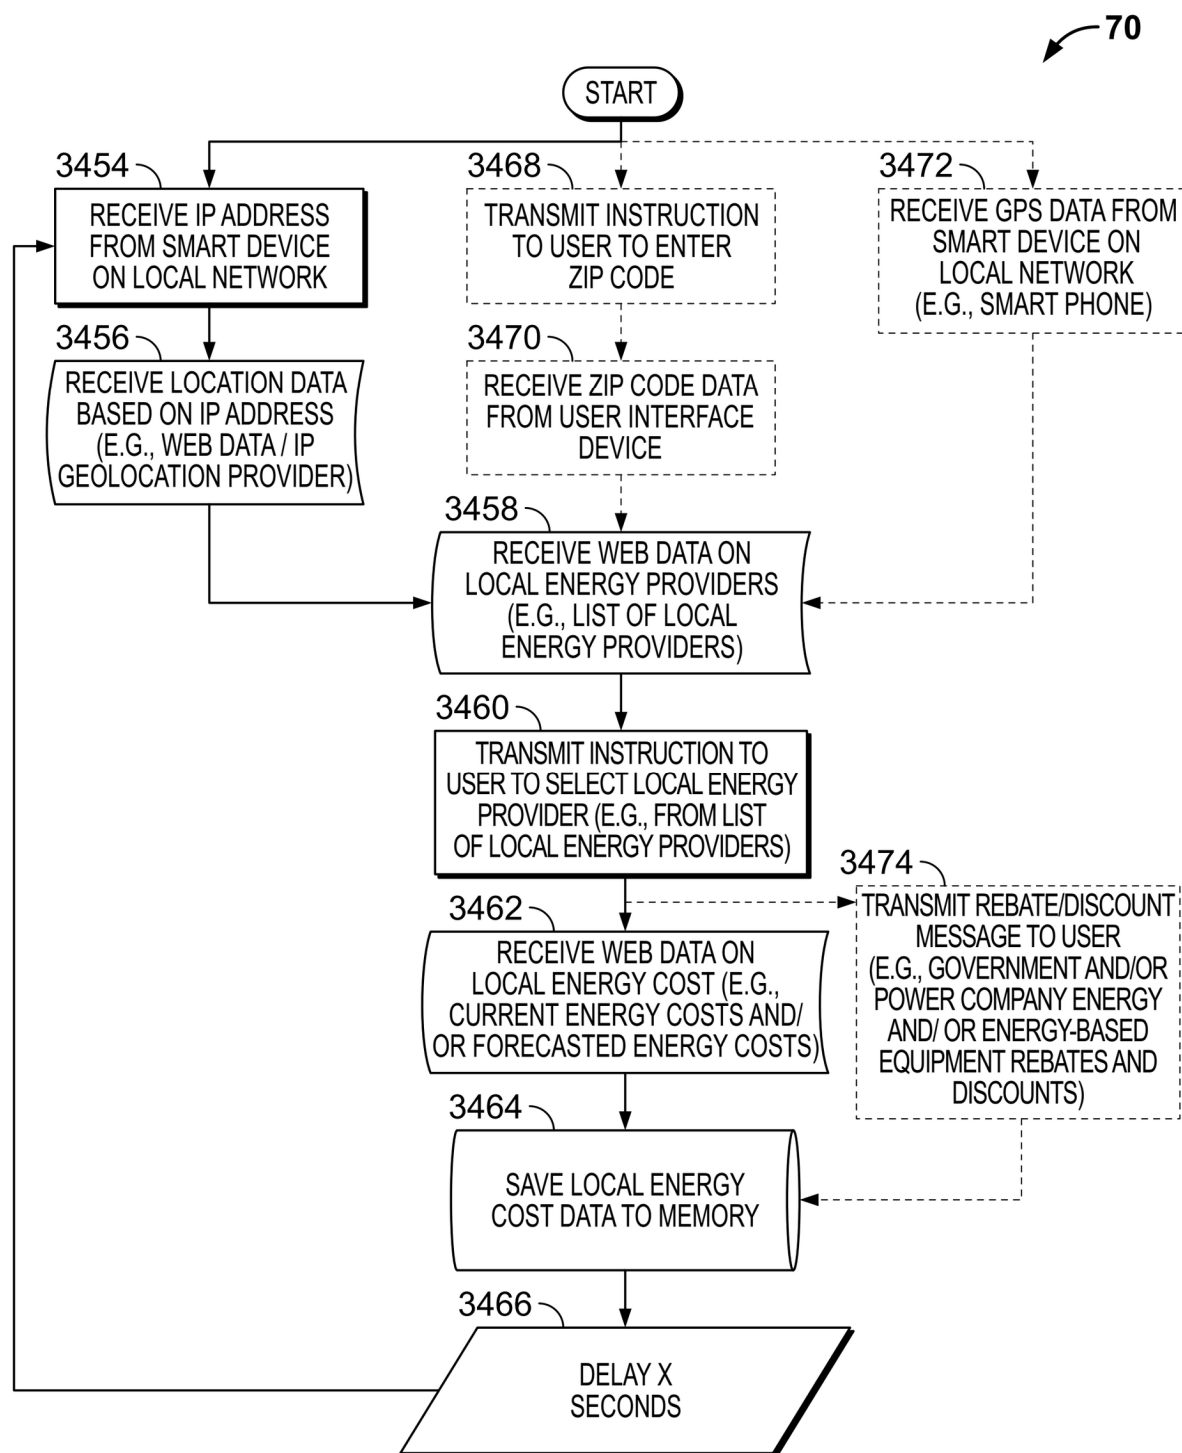 70
START
3454
RECEIVE IP ADDRESS
FROM SMART DEVICE
ON LOCAL NETWORK
3468
TRANSMIT INSTRUCTION
TO USER TO ENTER
ZIP CODE
3472
RECEIVE GPS DATA FROM
SMART DEVICE ON
LOCAL NETWORK
(E.G., SMART PHONE)
3456
RECEIVE LOCATION DATA
BASED ON IP ADDRESS
(E.G., WEB DATA / IP
GEOLOCATION PROVIDER)
3470
RECEIVE ZIP CODE DATA
FROM USER INTERFACE
DEVICE
3458
RECEIVE WEB DATA ON
LOCAL ENERGY PROVIDERS
(E.G., LIST OF LOCAL
ENERGY PROVIDERS)
3460
TRANSMIT INSTRUCTION TO
USER TO SELECT LOCAL ENERGY
PROVIDER (E.G., FROM LIST
OF LOCAL ENERGY PROVIDERS)
3474
TRANSMIT REBATE/DISCOUNT
MESSAGE TO USER
(E.G., GOVERNMENT AND/OR
POWER COMPANY ENERGY
AND/ OR ENERGY-BASED
EQUIPMENT REBATES AND
DISCOUNTS)
3462
RECEIVE WEB DATA ON
LOCAL ENERGY COST (E.G.,
CURRENT ENERGY COSTS AND/
OR FORECASTED ENERGY COSTS)
3464
SAVE LOCAL ENERGY
COST DATA TO MEMORY
3466
DELAY X
SECONDS